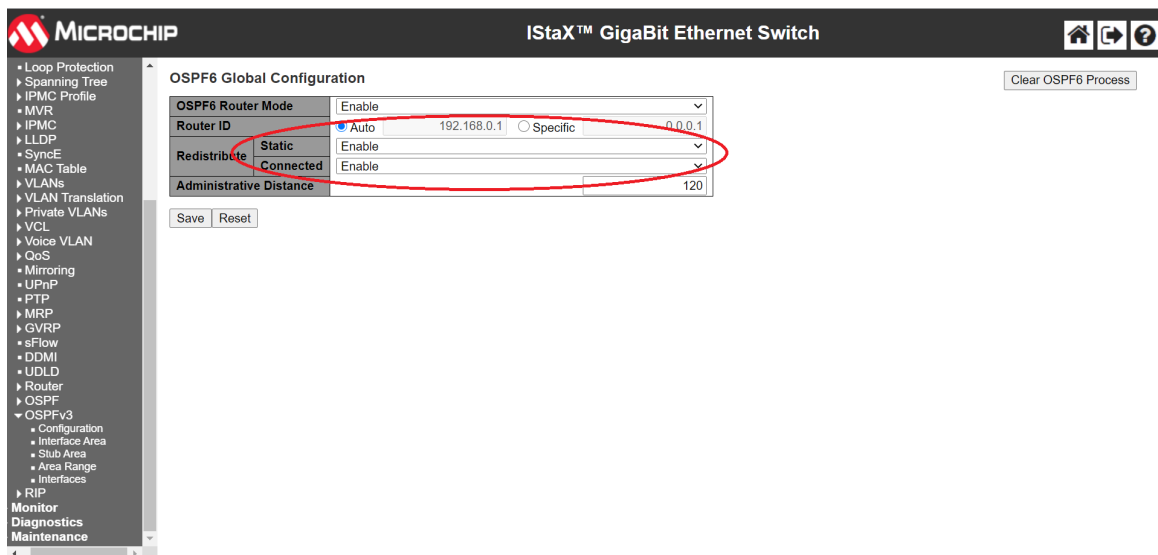 MICROCHIP
IStaX™ GigaBit Ethernet Switch
Loop Protection
Spanning Tree
IPMC Profile
MVR
IPMC
LLDP
SyncE
MAC Table
VLANs
VLAN Translation
Private VLANs
VCL
Voice VLAN
QoS
Mirroring
UPnP
PTP
MRP
GVRP
sFlow
DDMI
UDLD
Router
OSPF
OSPFv3
Configuration
Interface Area
Stub Area
Area Range
Interfaces
RIP
Monitor
Diagnostics
Maintenance
OSPF6 Global Configuration
Clear OSPF6 Process
OSPF6 Router Mode Enable
Router ID Auto 192.168.0.1 Specific 0.0.0.1
Redistribute
Static Enable
Connected Enable
Administrative Distance 120
Save Reset